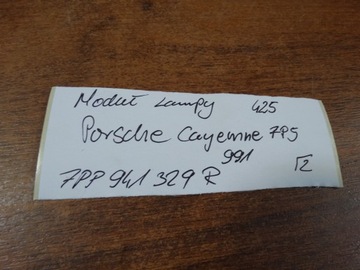 Moduł Lampy 425
Porsche Cayenne 7P5
991
7PP 941 329 R 12